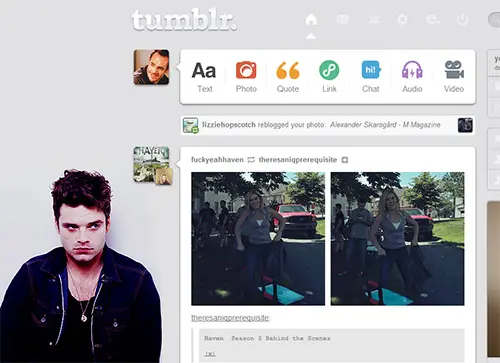 tumblr.
Aa
hi!
Text Photo Quote Link Chat Audio Video
lizziehopscotch reblogged your photo: Alexander Skarsgård - M Magazine
HAVEN
fuckyeahhaven theresaniqprerequisite
theresaniqprerequisite:
Haven Season 3 Behind the Scenes